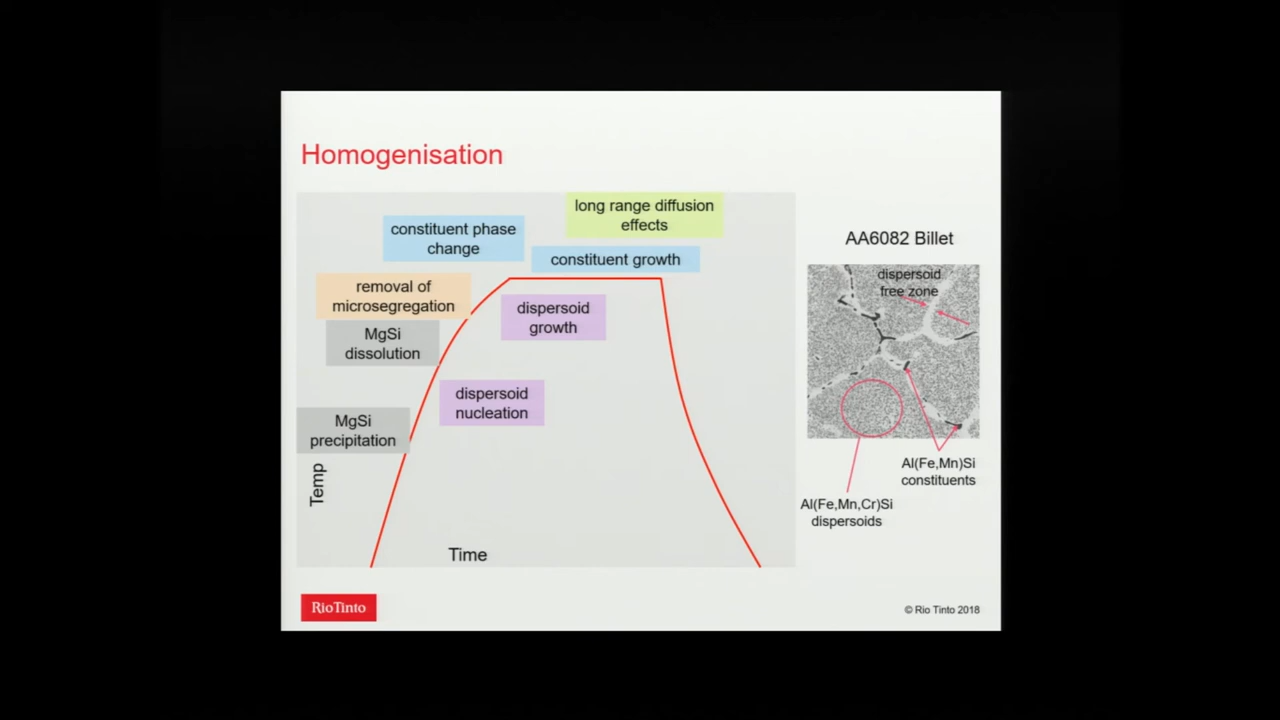 Homogenisation
long range diffusion
effects
constituent phase
change
constituent growth
removal of
microsegregation
dispersoid
growth
MgSi
dissolution
dispersoid
nucleation
MgSi
precipitation
Temp
Time
AA6082 Billet
dispersoid
free zone
Al(Fe,Mn)Si
constituents
Al(Fe,Mn,Cr)Si
dispersoids
RioTinto
© Rio Tinto 2018